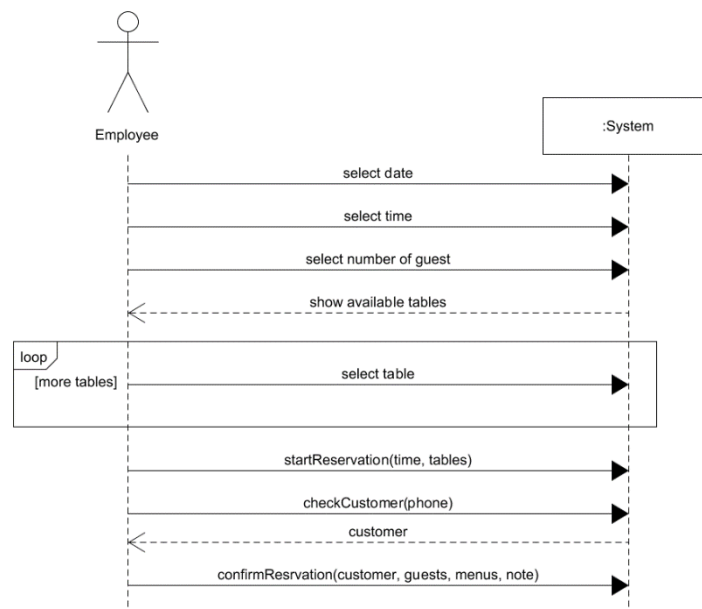 Employee
:System
select date
select time
select number of guest
show available tables
loop
[more tables]
select table
startReservation(time, tables)
checkCustomer(phone)
customer
confirmResrvation(customer, guests, menus, note)